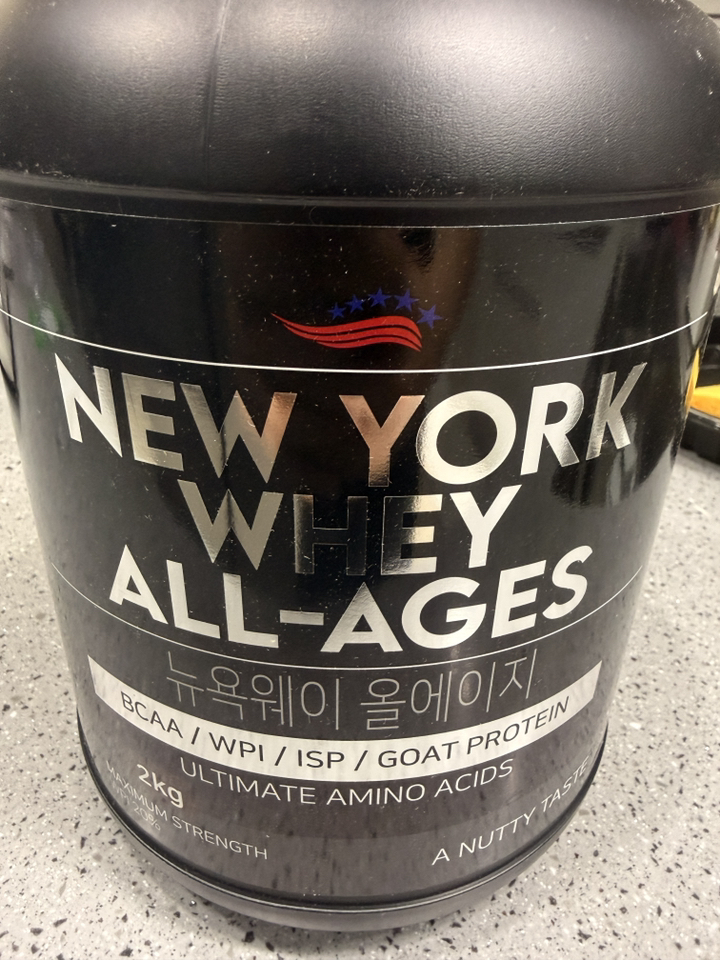 NEW YORK
WHEY
ALL-AGES
뉴욕웨이 올에이지
BCAA / WPI / ISP / GOAT PROTEIN
ULTIMATE AMINO ACIDS
2kg
MAXIMUM STRENGTH
A NUTTY TASTE